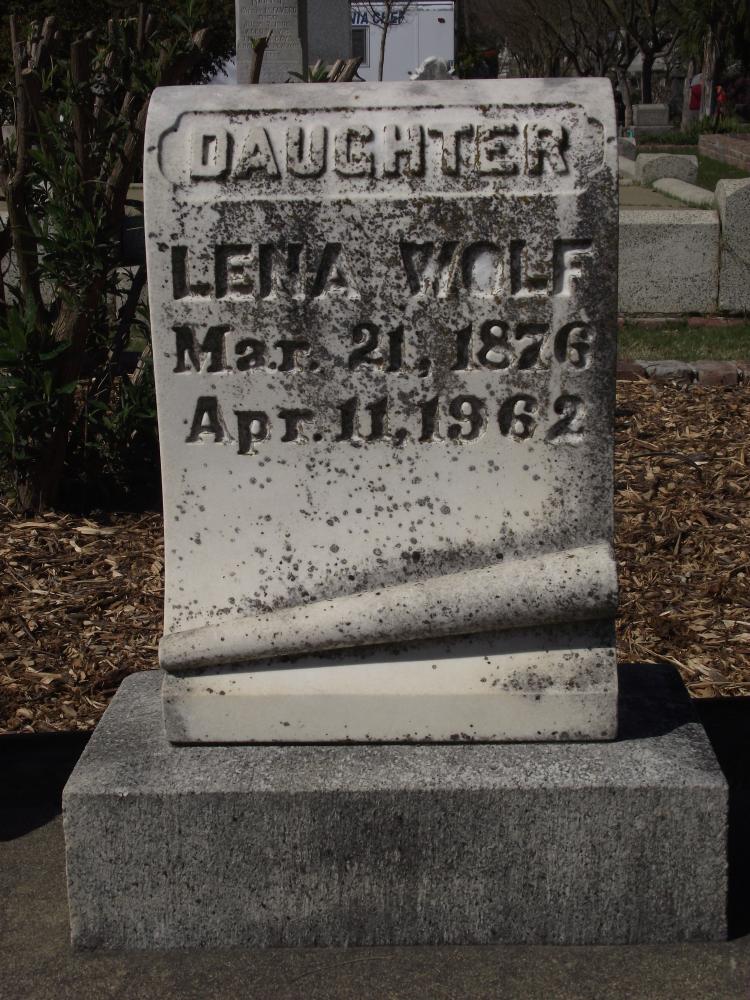 DAUGHTER
LENA WOLF
Mar. 21, 1876
Apr. 11, 1962